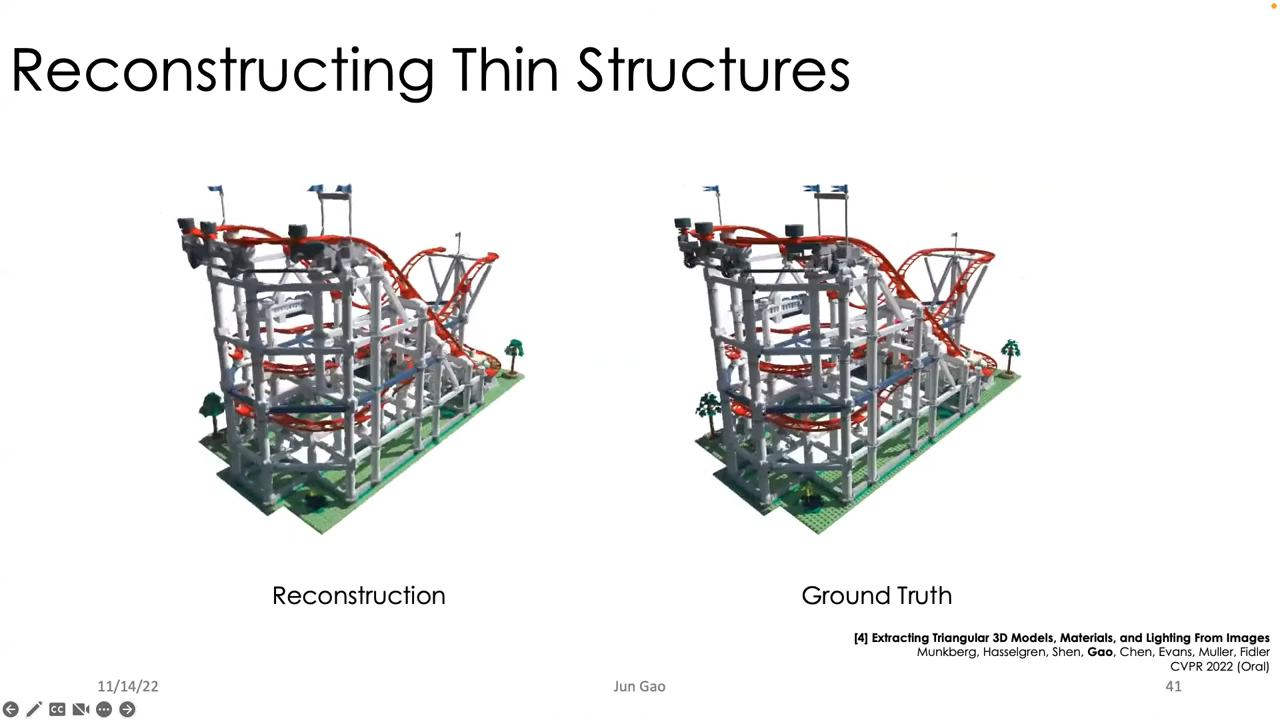 Reconstructing Thin Structures
Reconstruction
Ground Truth
[4] Extracting Triangular 3D Models, Materials, and Lighting From Images
Munkberg, Hasselgren, Shen, Gao, Chen, Evans, Muller, Fidler
CVPR 2022 (Oral)
11/14/22
Jun Gao
41
CC